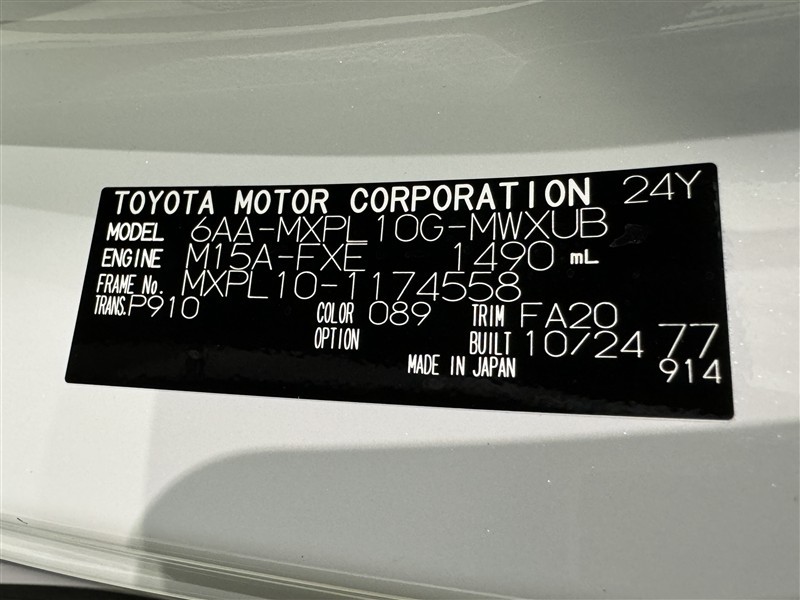 TOYOTA MOTOR CORPORATION 24Y
MODEL 6AA-MXPL10G-MWXUB
ENGINE M15A-FXE 1490 mL
FRAME No. MXPL10-1174558
TRANS. P910 COLOR 089 TRIM FA20
OPTION BUILT 10/24 77
MADE IN JAPAN 914